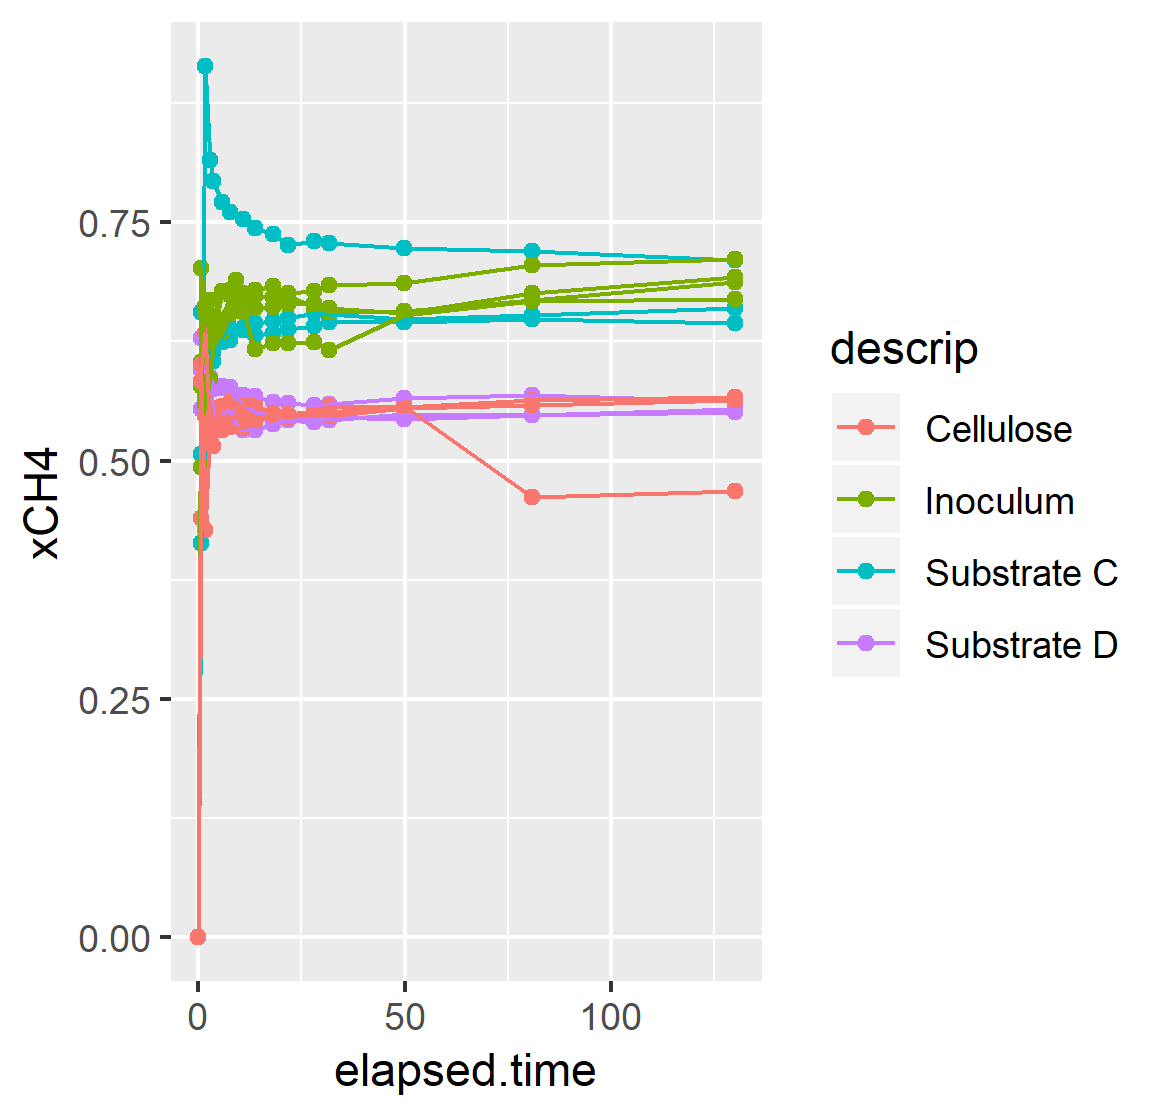 xCH4
0.75
0.50
0.25
0.00
0
50
100
elapsed.time
descrip
Cellulose
Inoculum
Substrate C
Substrate D